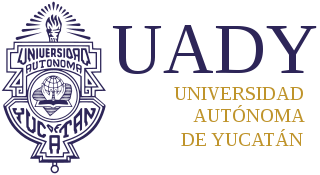 UNIVERSIDAD
AUTONOMA
YUCATAN
UADY
UNIVERSIDAD
AUTÓNOMA
DE YUCATÁN